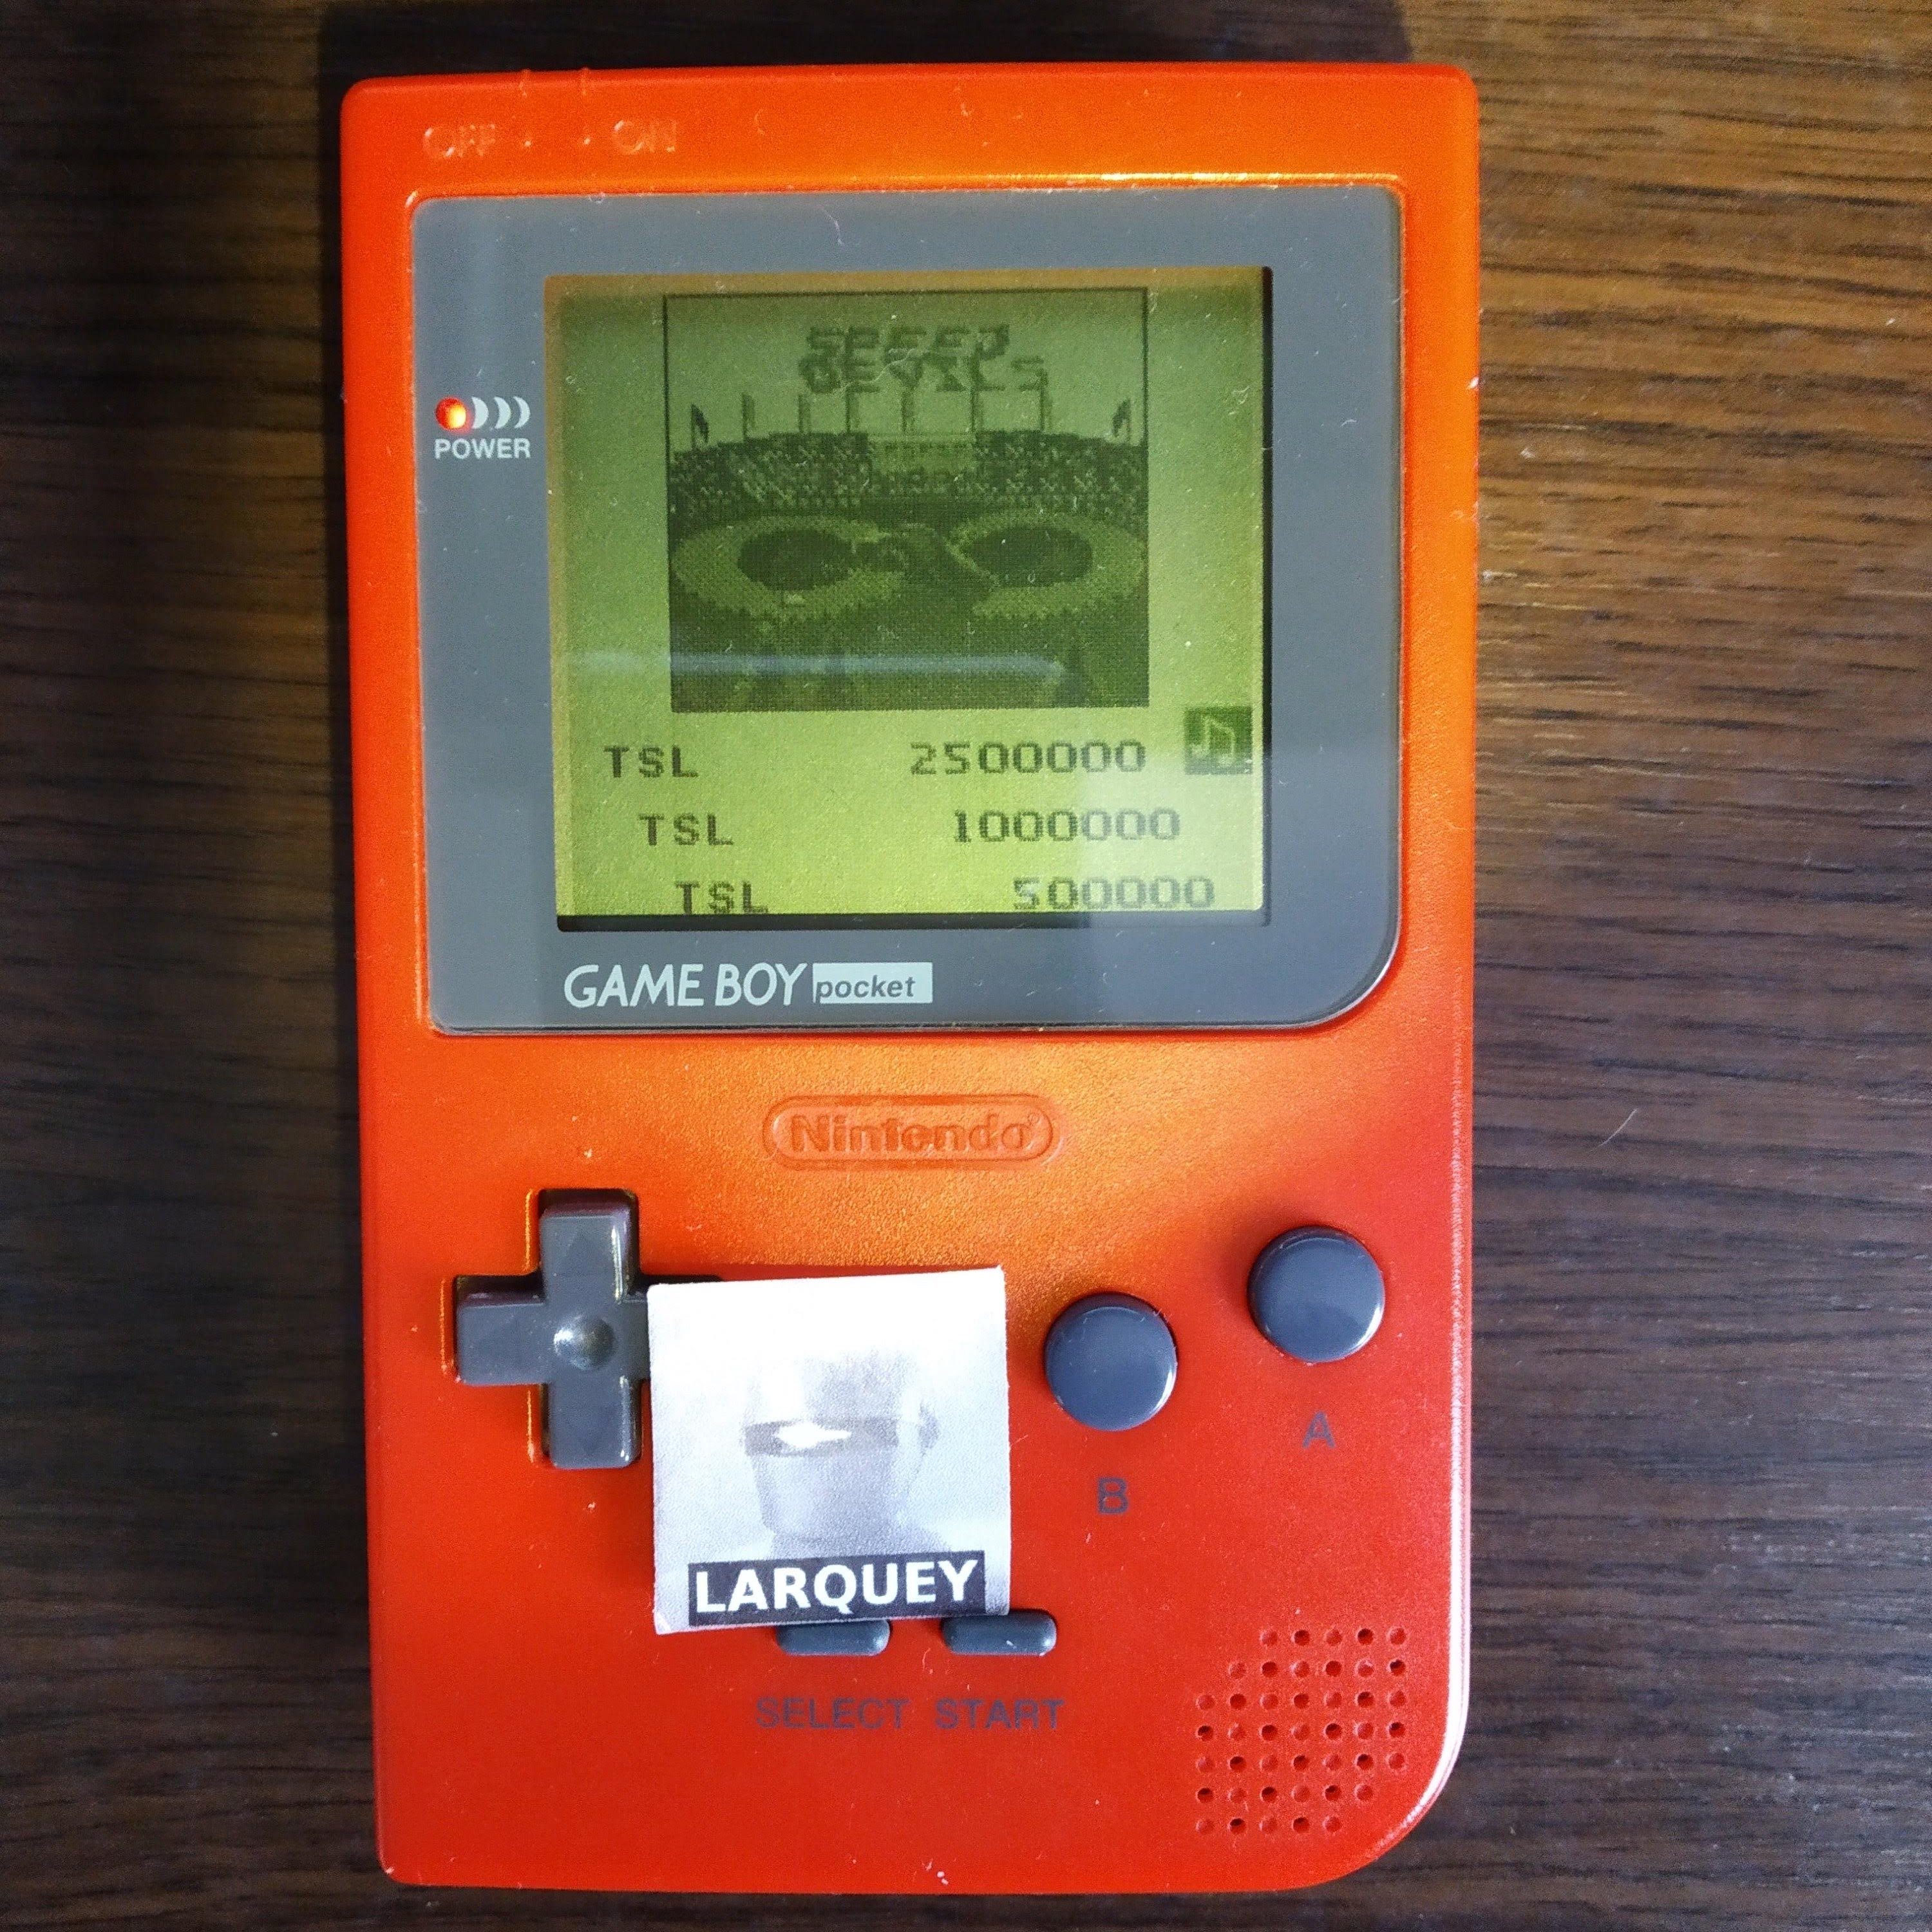 OFF ON
POWER
SPEED
DEVILS
TSL 2500000
TSL 1000000
TSL 500000
GAME BOY pocket
Nintendo
A
B
LARQUEY
SELECT START